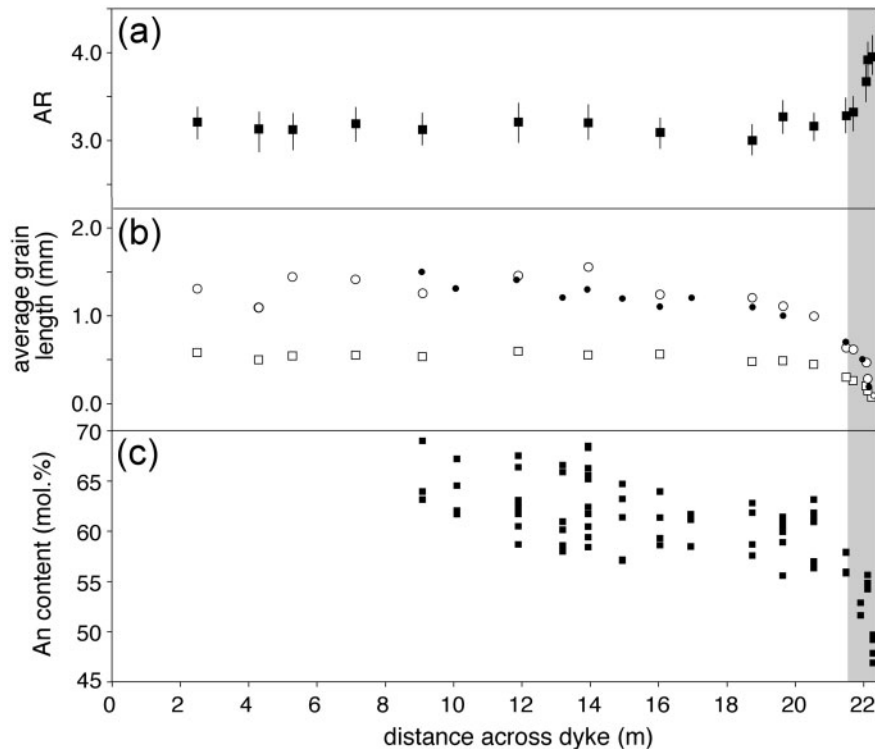 (a)
4.0
3.0
AR
(b)
2.0
1.0
0.0
average grain
length (mm)
(c)
70
65
60
55
50
45
An content (mol.%)
0 2 4 6 8 10 12 14 16 18 20 22
distance across dyke (m)